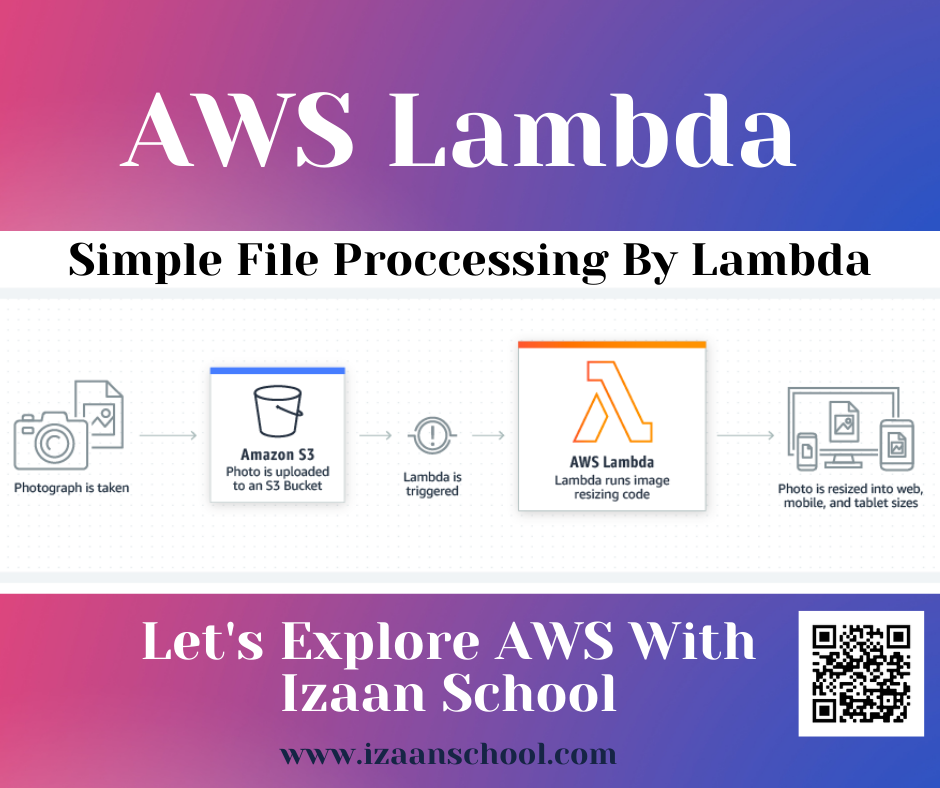 AWS Lambda
Simple File Proccessing By Lambda
Photograph is taken
Amazon S3
Photo is uploaded
to an S3 Bucket
Lambda is
triggered
AWS Lambda
Lambda runs image
resizing code
Photo is resized into web,
mobile, and tablet sizes
Let's Explore AWS With
Izaan School
www.izaanschool.com